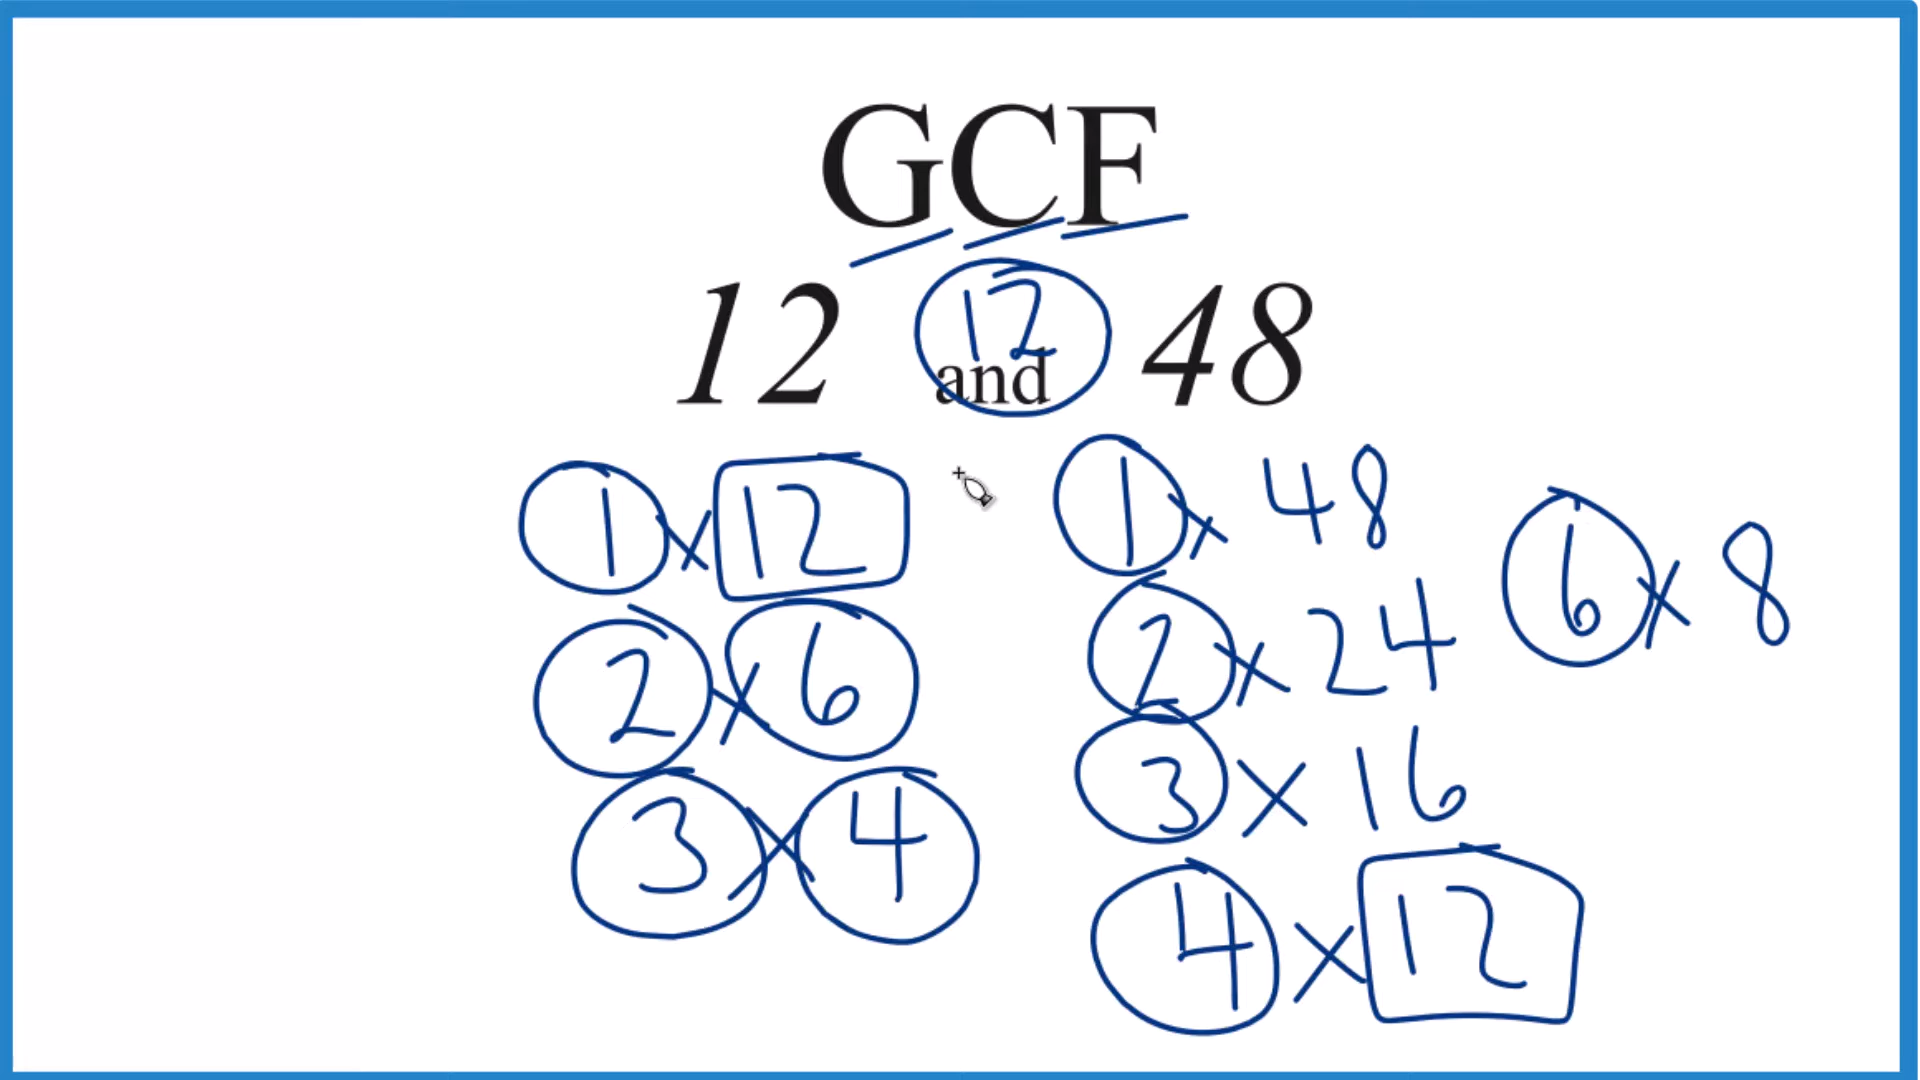 GCF
12 12 and 48
1 x 12
2 x 6
3 x 4
1 x 48
2 x 24
3 x 16
4 x 12
6 x 8